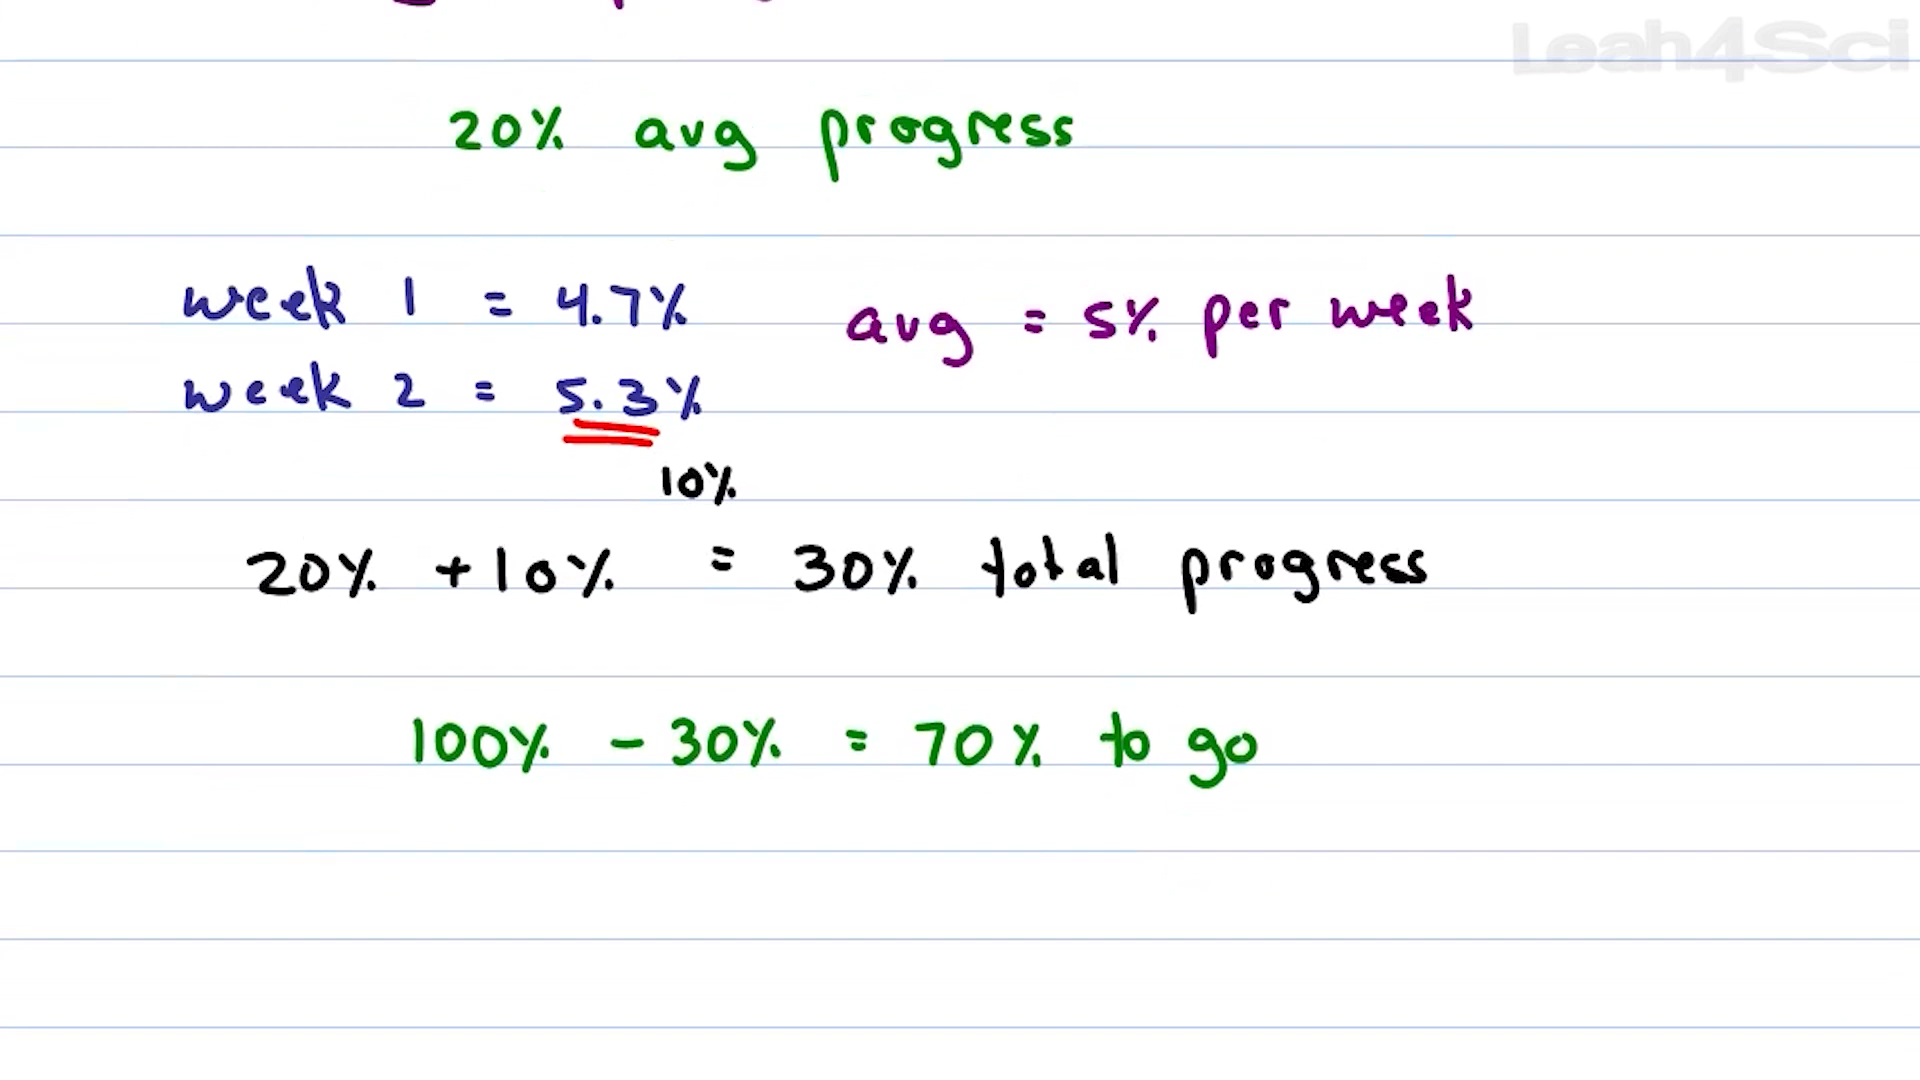 Leah4Sci
20% avg progress
week 1 = 4.7%
avg = 5% per week
week 2 = 5.3%
10%
20% + 10% = 30% total progress
100% - 30% = 70% to go